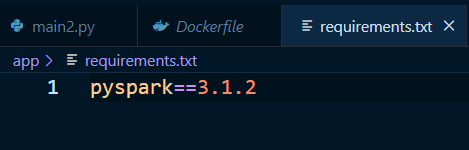 main2.py Dockerfile requirements.txt
app > requirements.txt
1 pyspark==3.1.2